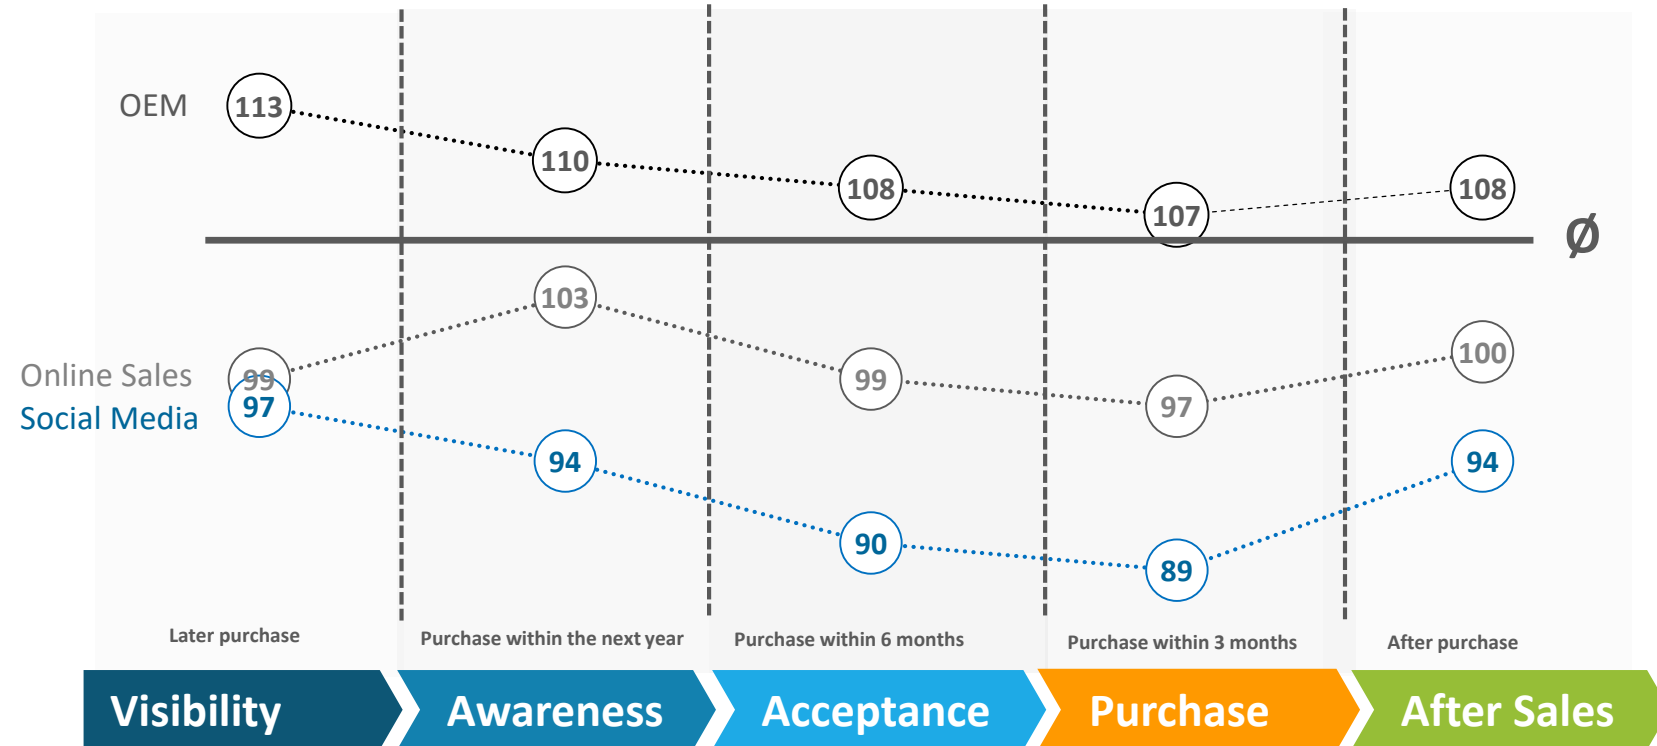 OEM
113
110
108
107
108
Ø
103
Online Sales
99
99
97
100
Social Media
97
94
90
89
94
Later purchase
Purchase within the next year
Purchase within 6 months
Purchase within 3 months
After purchase
Visibility
Awareness
Acceptance
Purchase
After Sales